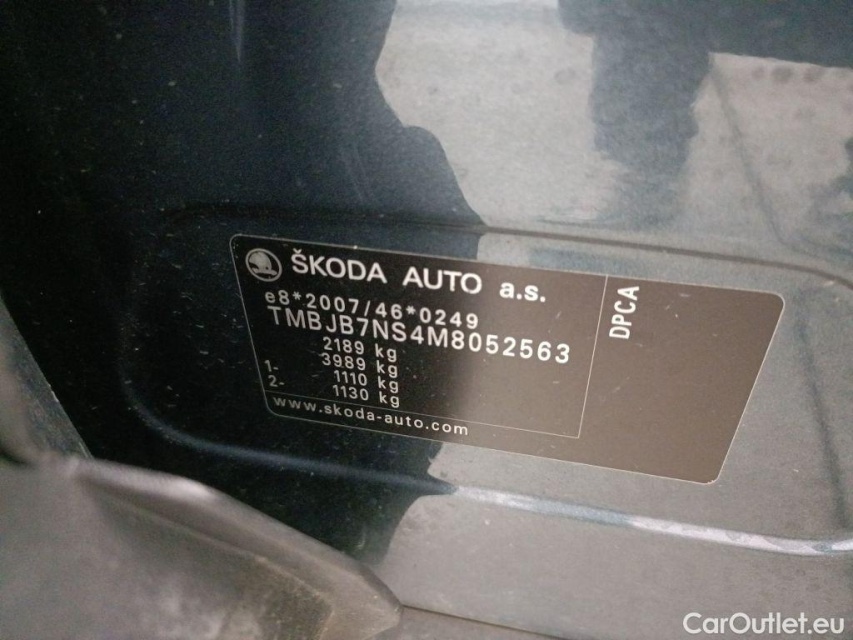 ŠKODA AUTO a.s.
e8*2007/46*0249
TMBJB7NS4M8052563
2189 kg
3989 kg
1- 1110 kg
2- 1130 kg
www.skoda-auto.com
DPCA
CarOutlet.eu